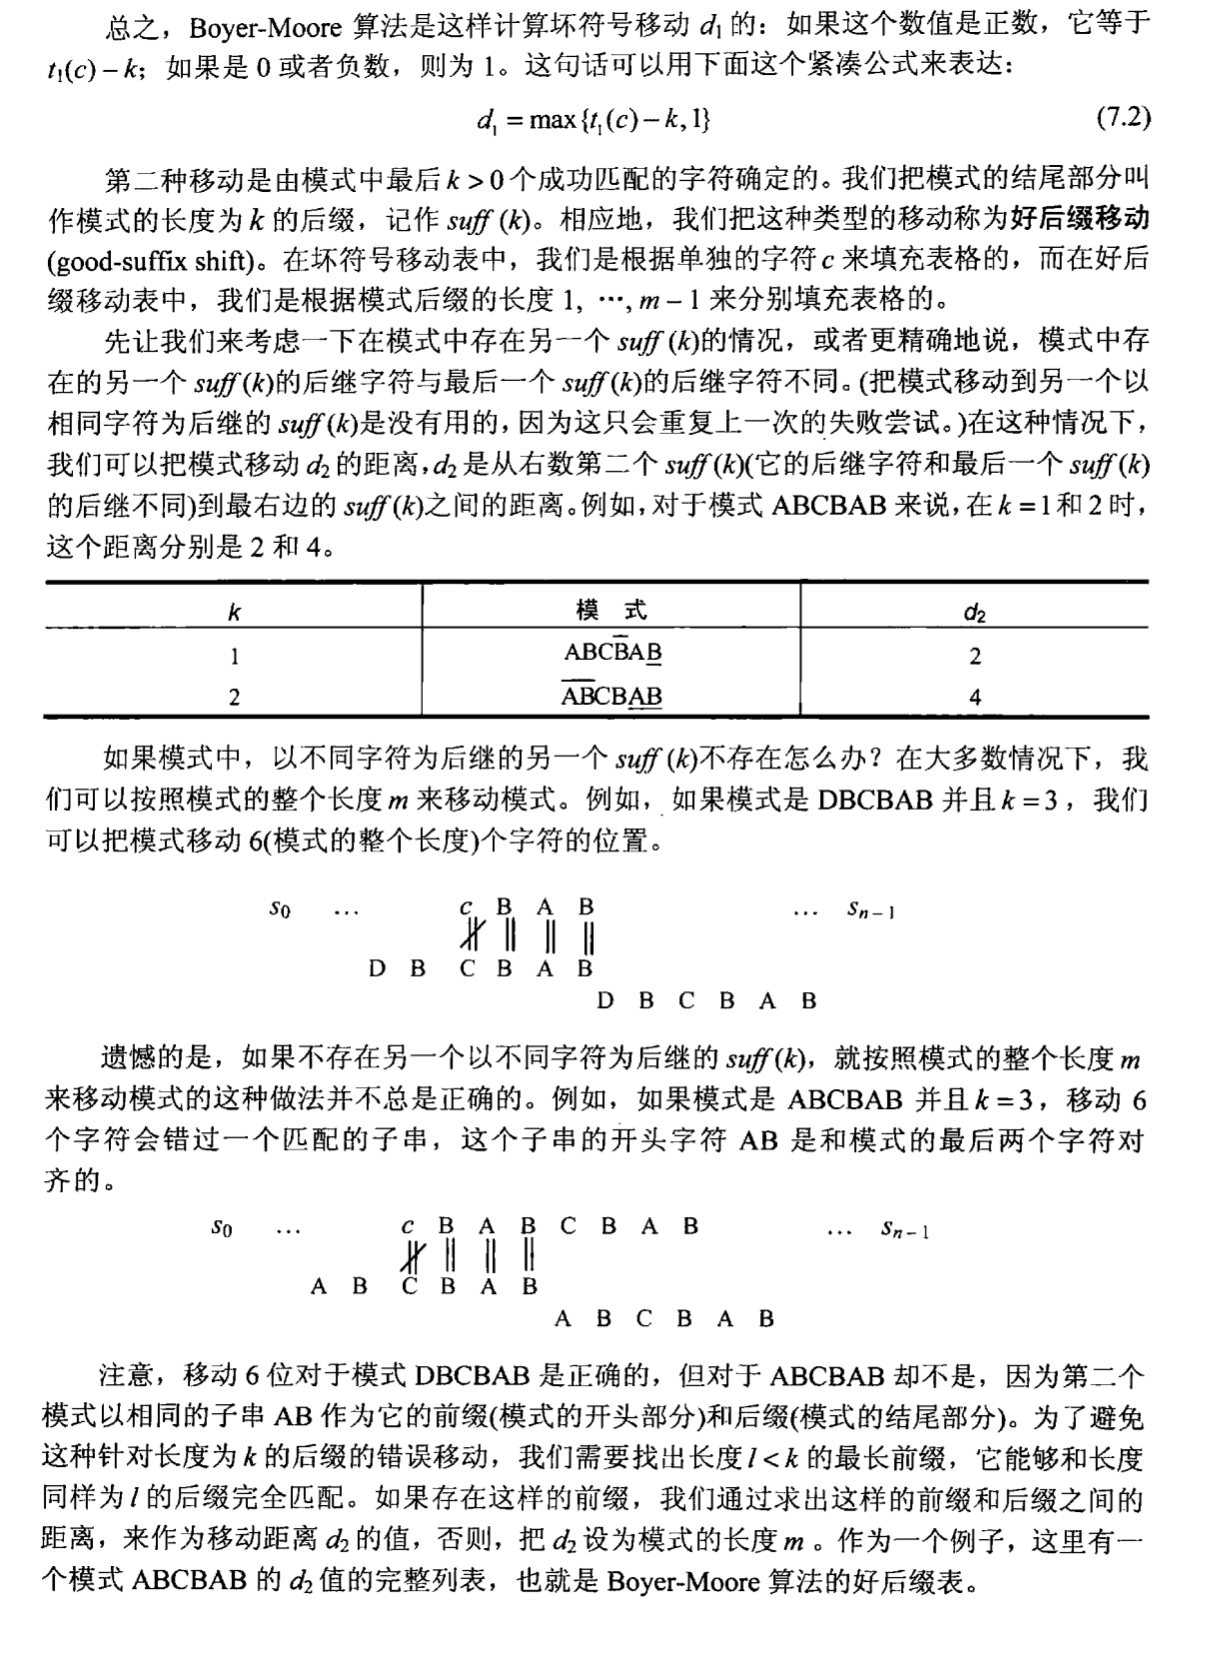 总之，Boyer-Moore 算法是这样计算坏符号移动 d₁ 的：如果这个数值是正数，它等于
t₁(c) – k；如果是 0 或者负数，则为 1。这句话可以用下面这个紧凑公式来表达：
d₁ = max{t₁(c) – k, 1} (7.2)
第二种移动是由模式中最后 k > 0 个成功匹配的字符确定的。我们把模式的结尾部分叫
作模式的长度为 k 的后缀，记作 suff (k)。相应地，我们把这种类型的移动称为好后缀移动
(good-suffix shift)。在坏符号移动表中，我们是根据单独的字符 c 来填充表格的，而在好后
缀移动表中，我们是根据模式后缀的长度 1, ⋯, m – 1 来分别填充表格的。
先让我们来考虑一下在模式中存在另一个 suff (k)的情况，或者更精确地说，模式中存
在的另一个 suff (k)的后继字符与最后一个 suff (k)的后继字符不同。(把模式移动到另一个以
相同字符为后继的 suff (k)是没有用的，因为这只会重复上一次的失败尝试。)在这种情况下，
我们可以把模式移动 d₂ 的距离，d₂ 是从右数第二个 suff (k)(它的后继字符和最后一个 suff (k)
的后继不同)到最右边的 suff (k)之间的距离。例如，对于模式 ABCBAB 来说，在 k = 1 和 2 时，
这个距离分别是 2 和 4。
k 模 式 d₂
1 ABCBAB 2
2 ABCBAB 4
如果模式中，以不同字符为后继的另一个 suff (k)不存在怎么办？在大多数情况下，我
们可以按照模式的整个长度 m 来移动模式。例如，如果模式是 DBCBAB 并且 k = 3，我们
可以把模式移动 6(模式的整个长度)个字符的位置。
s₀ … c B A B … sₙ₋₁
D B C B A B
D B C B A B
遗憾的是，如果不存在另一个以不同字符为后继的 suff (k)，就按照模式的整个长度 m
来移动模式的这种做法并不总是正确的。例如，如果模式是 ABCBAB 并且 k = 3，移动 6
个字符会错过一个匹配的子串，这个子串的开头字符 AB 是和模式的最后两个字符对
齐的。
s₀ … c B A B C B A B … sₙ₋₁
A B C B A B
A B C B A B
注意，移动 6 位对于模式 DBCBAB 是正确的，但对于 ABCBAB 却不是，因为第二个
模式以相同的子串 AB 作为它的前缀(模式的开头部分)和后缀(模式的结尾部分)。为了避免
这种针对长度为 k 的后缀的错误移动，我们需要找出长度 l < k 的最长前缀，它能够和长度
同样为 l 的后缀完全匹配。如果存在这样的前缀，我们通过求出这样的前缀和后缀之间的
距离，来作为移动距离 d₂ 的值，否则，把 d₂ 设为模式的长度 m 。作为一个例子，这里有一
个模式 ABCBAB 的 d₂ 值的完整列表，也就是 Boyer-Moore 算法的好后缀表。